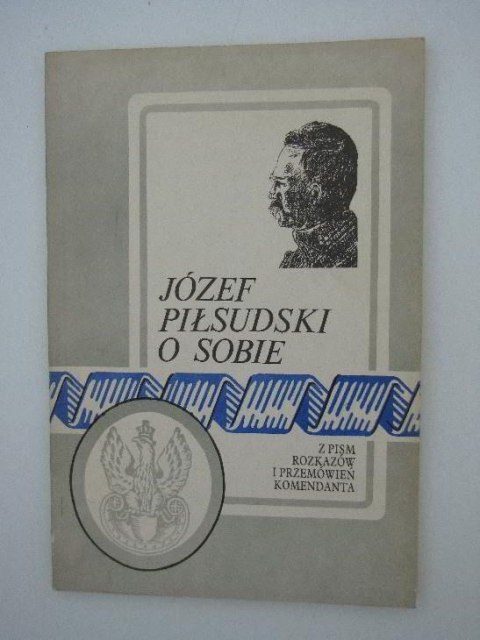 JÓZEF
PIŁSUDSKI
O SOBIE
Z PISM
ROZKAZÓW
I PRZEMÓWIEŃ
KOMENDANTA